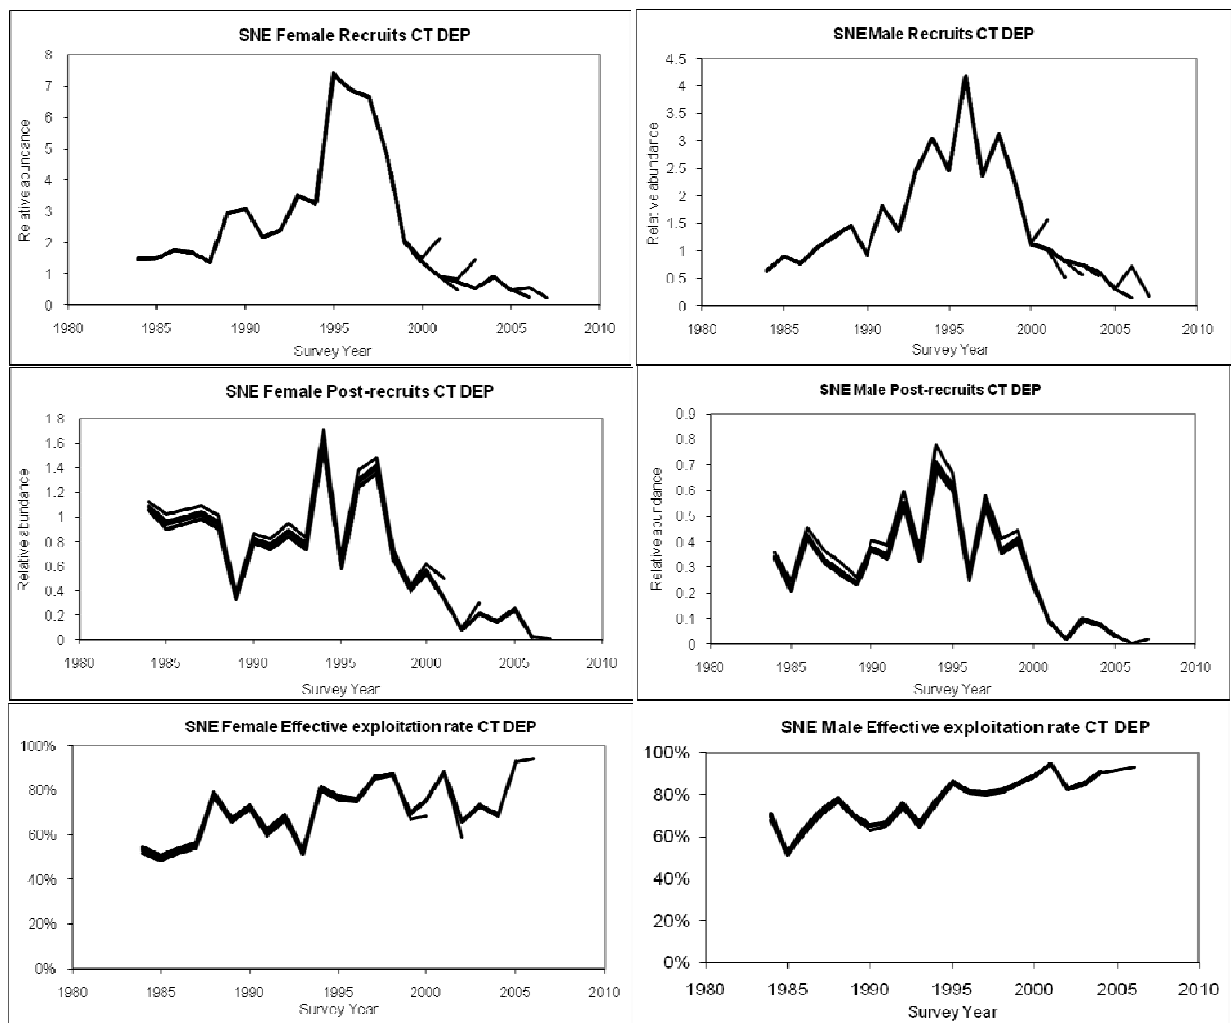 SNE Female Recruits CT DEP
8
7
6
5
4
3
2
1
0
Relative abundance
1980 1985 1990 1995 2000 2005 2010
Survey Year
SNE Male Recruits CT DEP
4.5
4
3.5
3
2.5
2
1.5
1
0.5
0
Relative abundance
1980 1985 1990 1995 2000 2005 2010
Survey Year
SNE Female Post-recruits CT DEP
1.8
1.6
1.4
1.2
1
0.8
0.6
0.4
0.2
0
Relative abundance
1980 1985 1990 1995 2000 2005 2010
Survey Year
SNE Male Post-recruits CT DEP
0.9
0.8
0.7
0.6
0.5
0.4
0.3
0.2
0.1
0
Relative abundance
1980 1985 1990 1995 2000 2005 2010
Survey Year
SNE Female Effective exploitation rate CT DEP
100%
80%
60%
40%
20%
0%
1980 1985 1990 1995 2000 2005 2010
Survey Year
SNE Male Effective exploitation rate CT DEP
100%
80%
60%
40%
20%
0%
1980 1985 1990 1995 2000 2005 2010
Survey Year